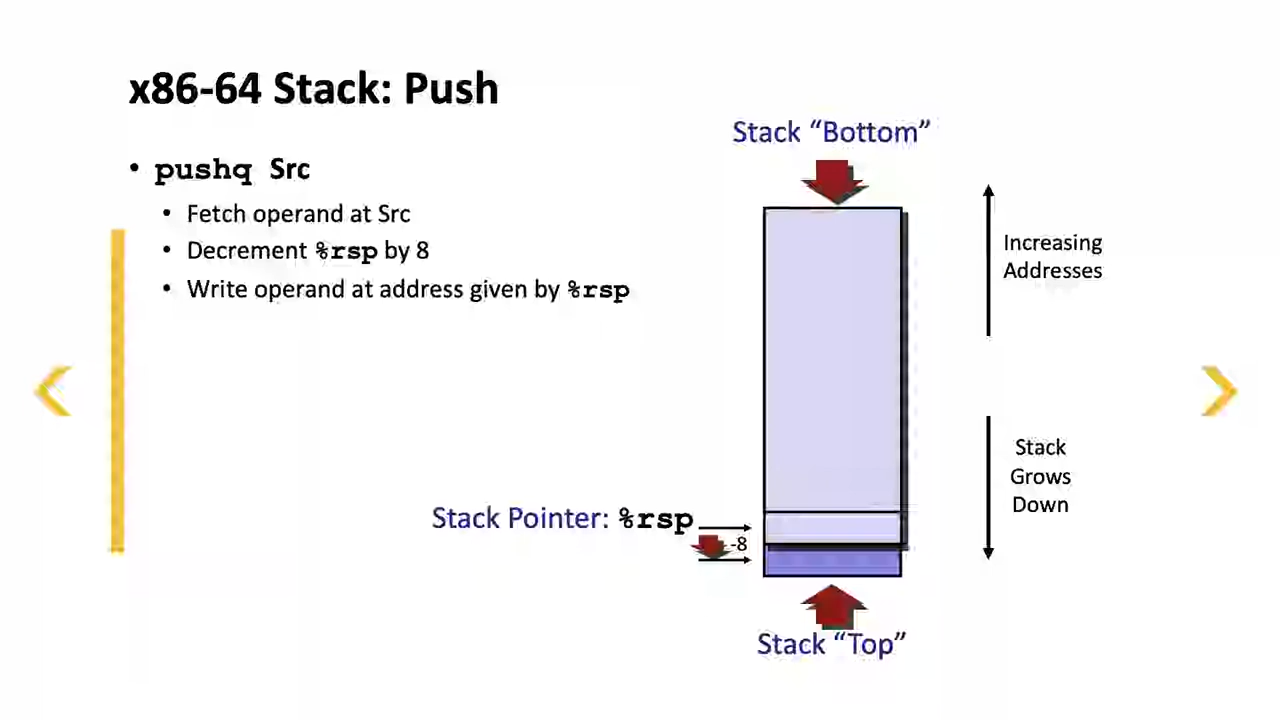 x86-64 Stack: Push
• pushq Src
• Fetch operand at Src
• Decrement %rsp by 8
• Write operand at address given by %rsp
Stack “Bottom”
Increasing
Addresses
Stack
Grows
Down
Stack Pointer: %rsp
-8
Stack “Top”